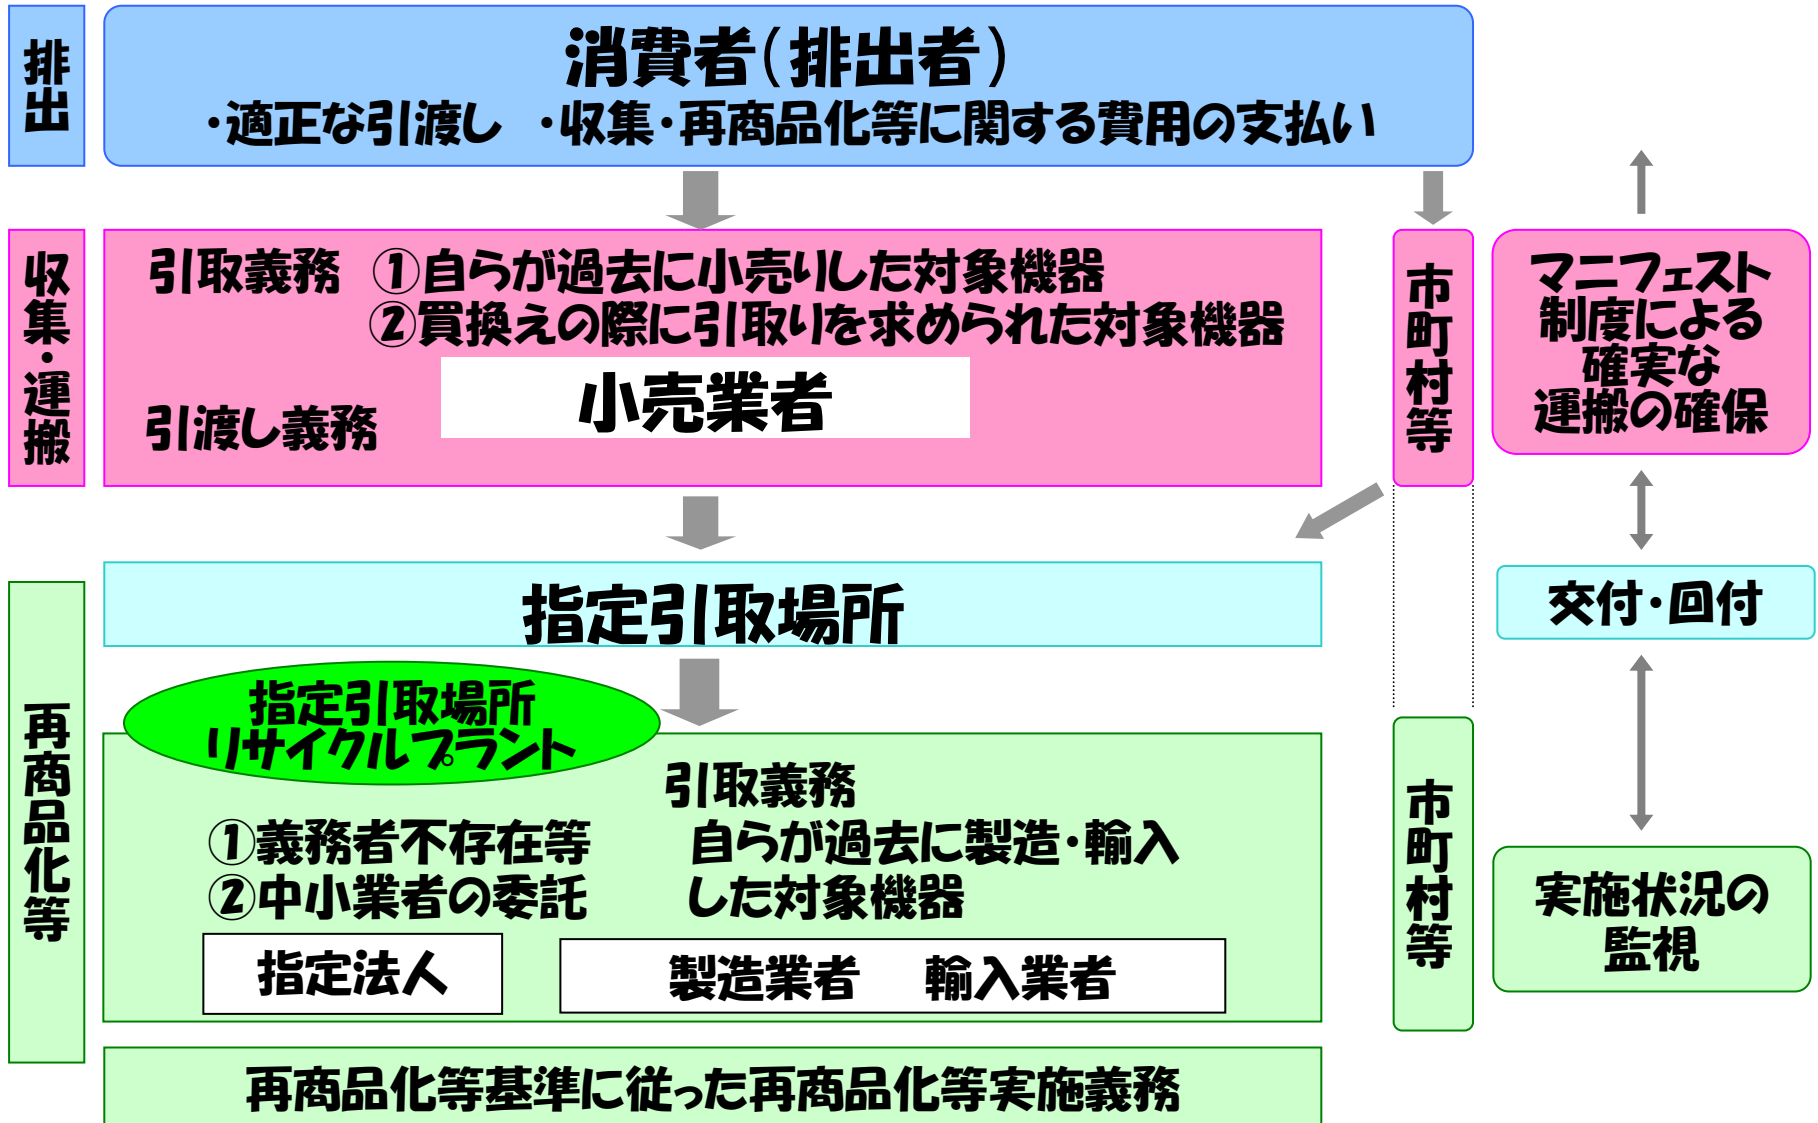 排出
消費者（排出者）
・適正な引渡し　・収集・再商品化等に関する費用の支払い
収集・運搬
引取義務　①自らが過去に小売りした対象機器
②買換えの際に引取りを求められた対象機器
小売業者
引渡し義務
市町村等
マニフェスト
制度による
確実な
運搬の確保
指定引取場所
交付・回付
再商品化等
指定引取場所
リサイクルプラント
引取義務
①義務者不存在等
②中小業者の委託
自らが過去に製造・輸入
した対象機器
指定法人
製造業者　輸入業者
市町村等
実施状況の
監視
再商品化等基準に従った再商品化等実施義務